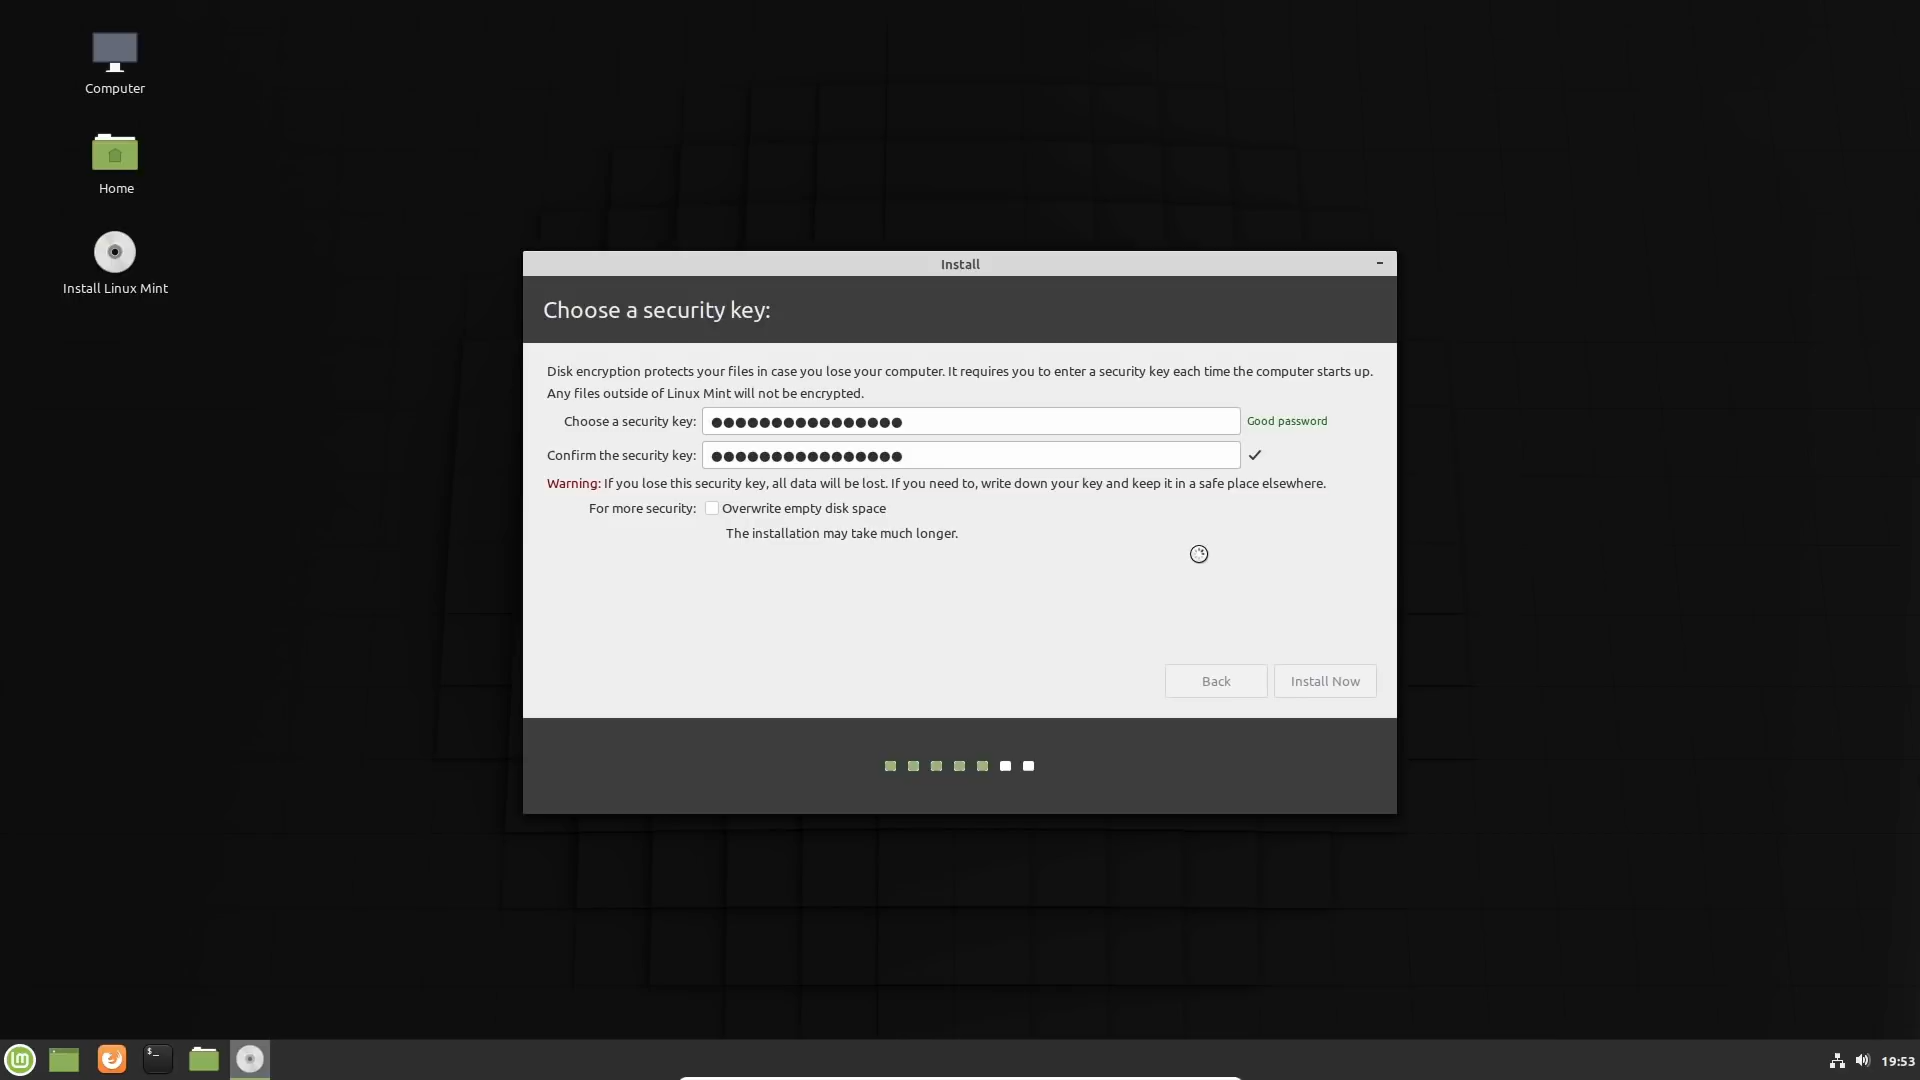 Computer
Home
Install Linux Mint
Install
Choose a security key:
Disk encryption protects your files in case you lose your computer. It requires you to enter a security key each time the computer starts up.
Any files outside of Linux Mint will not be encrypted.
Choose a security key: ●●●●●●●●●●●●●●●● Good password
Confirm the security key: ●●●●●●●●●●●●●●●●
Warning: If you lose this security key, all data will be lost. If you need to, write down your key and keep it in a safe place elsewhere.
For more security: Overwrite empty disk space
The installation may take much longer.
Back Install Now
19:53